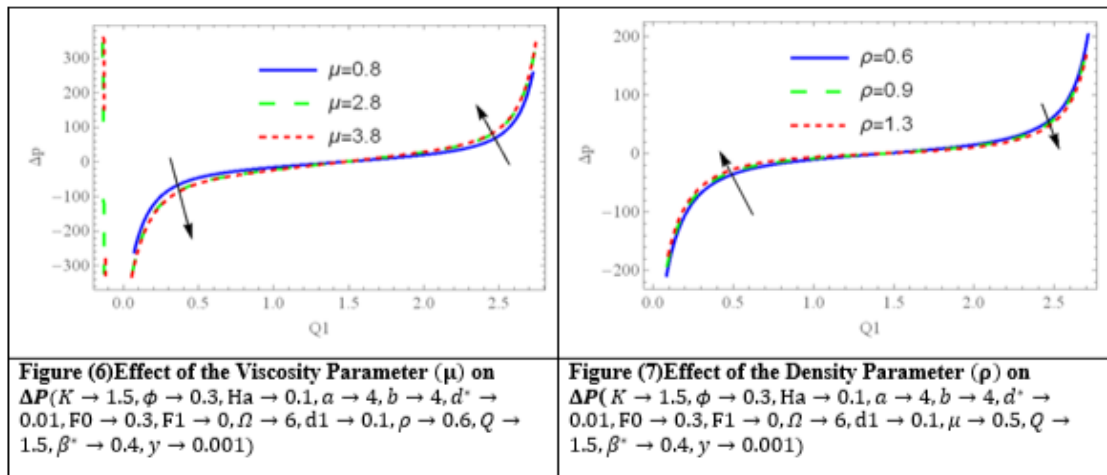 μ=0.8
μ=2.8
μ=3.8
Δp
300
200
100
0
−100
−200
−300
0.0 0.5 1.0 1.5 2.0 2.5
Q1
ρ=0.6
ρ=0.9
ρ=1.3
Δp
200
100
0
−100
−200
0.0 0.5 1.0 1.5 2.0 2.5
Q1
Figure (6)Effect of the Viscosity Parameter (μ) on
ΔP(K → 1.5, ϕ → 0.3, Ha → 0.1, a → 4, b → 4, d* →
0.01, F0 → 0.3, F1 → 0, Ω → 6, d1 → 0.1, ρ → 0.6, Q →
1.5, β* → 0.4, y → 0.001)
Figure (7)Effect of the Density Parameter (ρ) on
ΔP( K → 1.5, ϕ → 0.3, Ha → 0.1, a → 4, b → 4, d* →
0.01, F0 → 0.3, F1 → 0, Ω → 6, d1 → 0.1, μ → 0.5, Q →
1.5, β* → 0.4, y → 0.001)